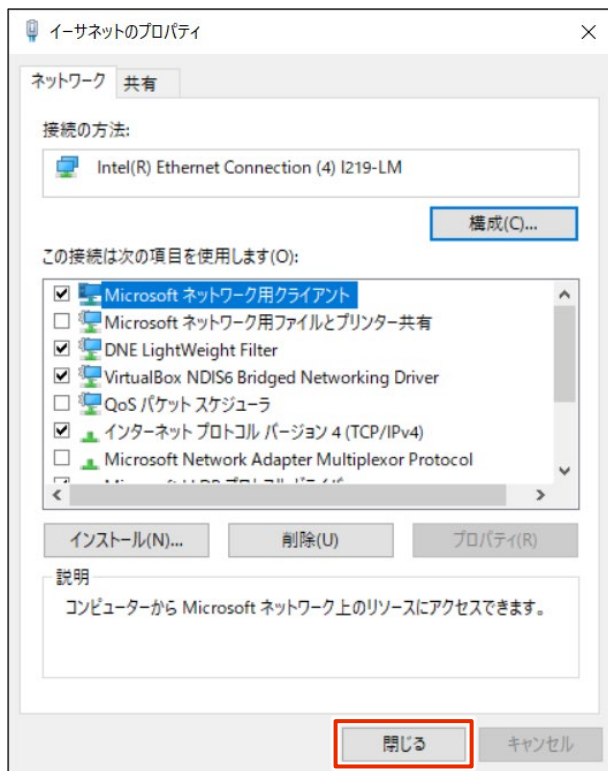 イーサネットのプロパティ
ネットワーク 共有
接続の方法:
Intel(R) Ethernet Connection (4) I219-LM
構成(C)...
この接続は次の項目を使用します(O):
Microsoft ネットワーク用クライアント
Microsoft ネットワーク用ファイルとプリンター共有
DNE LightWeight Filter
VirtualBox NDIS6 Bridged Networking Driver
QoS パケット スケジューラ
インターネット プロトコル バージョン 4 (TCP/IPv4)
Microsoft Network Adapter Multiplexor Protocol
インストール(N)... 削除(U) プロパティ(R)
説明
コンピューターから Microsoft ネットワーク上のリソースにアクセスできます。
閉じる キャンセル